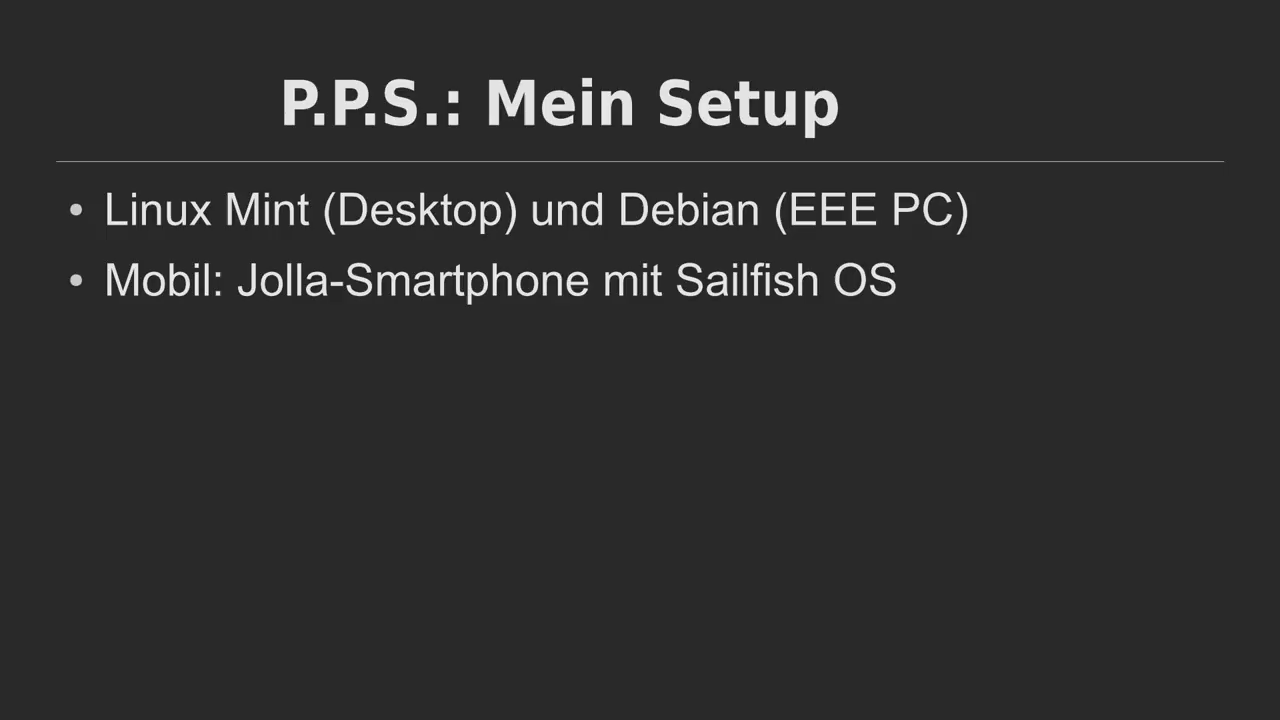 P.P.S.: Mein Setup
• Linux Mint (Desktop) und Debian (EEE PC)
• Mobil: Jolla-Smartphone mit Sailfish OS